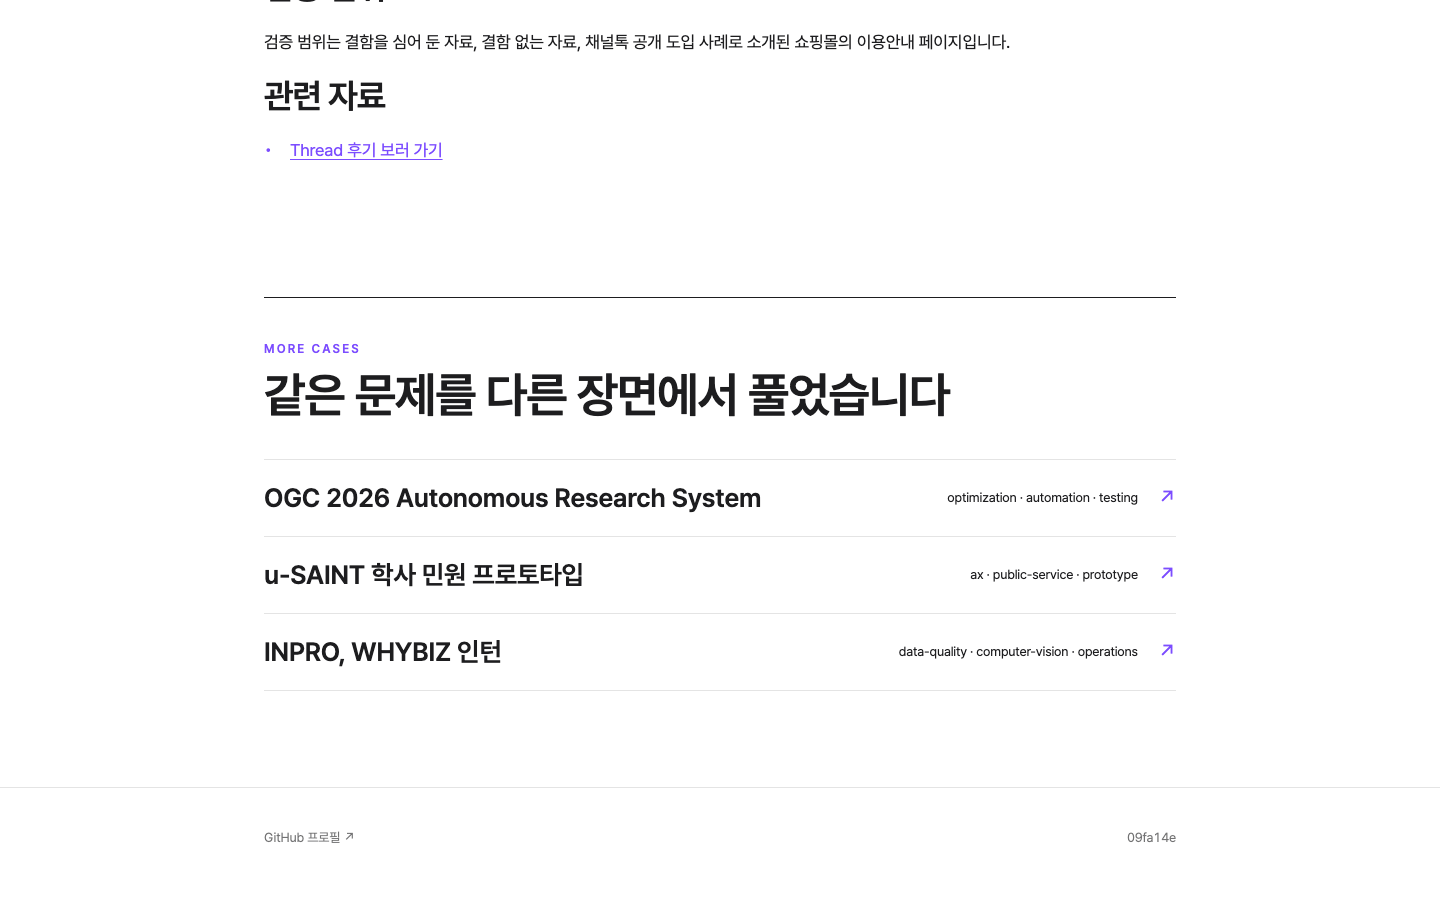 검증 범위는 결함을 심어 둔 자료, 결함 없는 자료, 채널톡 공개 도입 사례로 소개된 쇼핑몰의 이용안내 페이지입니다.
관련 자료
• Thread 후기 보러 가기
MORE CASES
같은 문제를 다른 장면에서 풀었습니다
OGC 2026 Autonomous Research System optimization · automation · testing ↗
u-SAINT 학사 민원 프로토타입 ax · public-service · prototype ↗
INPRO, WHYBIZ 인턴 data-quality · computer-vision · operations ↗
GitHub 프로필 ↗ 09fa14e